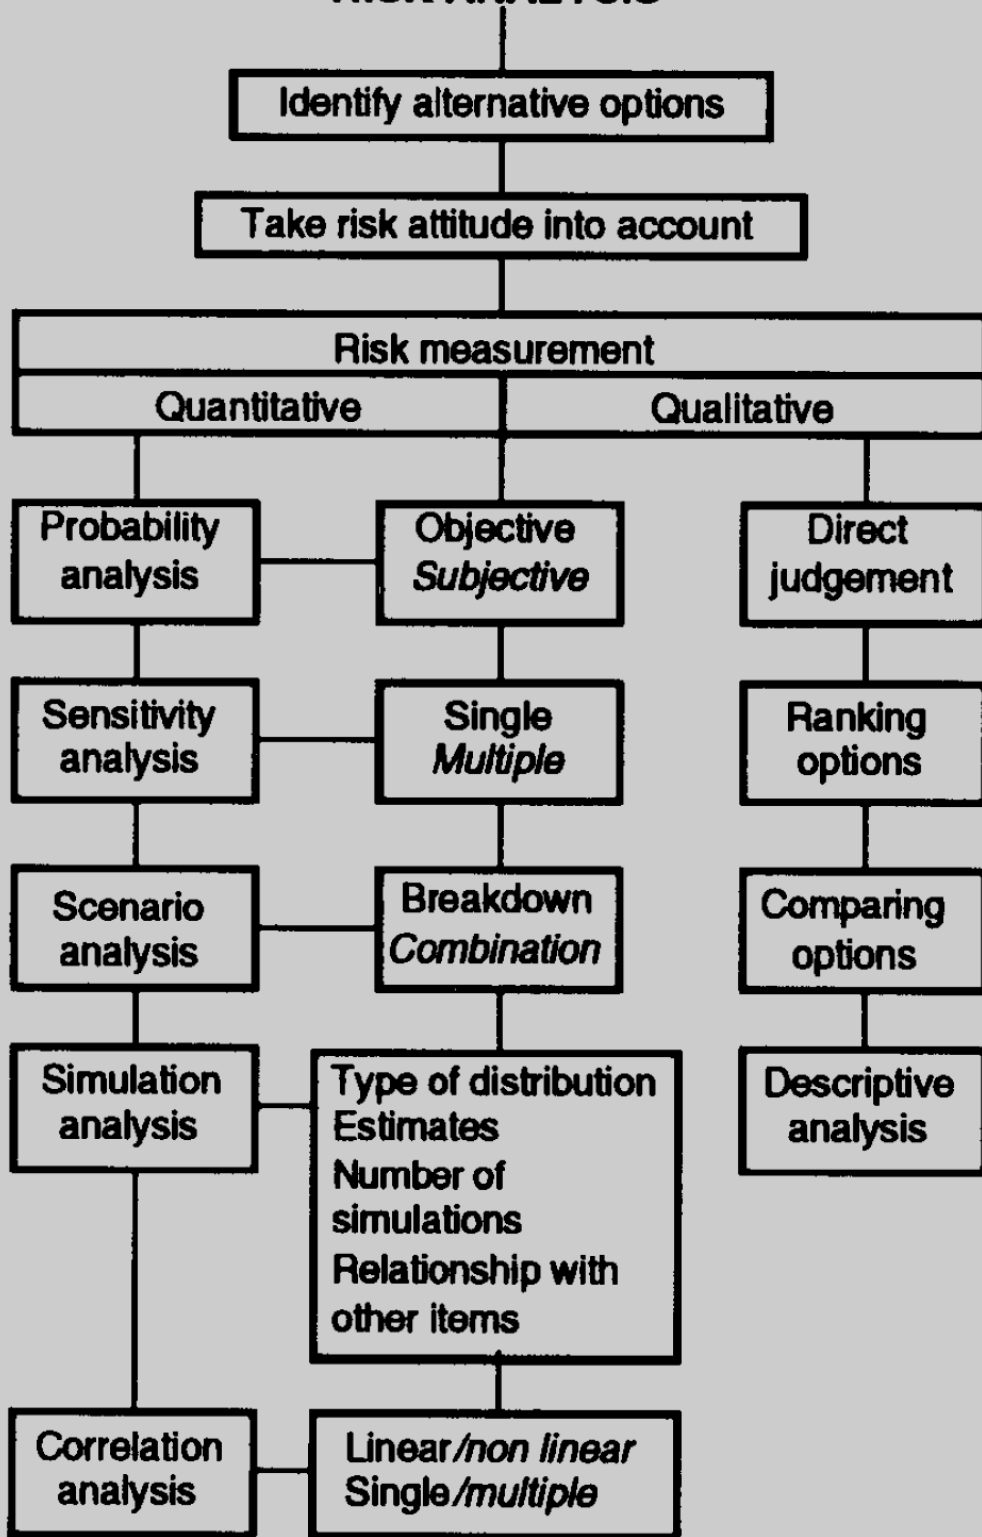 RISK ANALYSIS
Identify alternative options
Take risk attitude into account
Risk measurement
Quantitative
Qualitative
Probability
analysis
Objective
Subjective
Direct
judgement
Sensitivity
analysis
Single
Multiple
Ranking
options
Scenario
analysis
Breakdown
Combination
Comparing
options
Simulation
analysis
Type of distribution
Estimates
Number of
simulations
Relationship with
other items
Descriptive
analysis
Correlation
analysis
Linear/non linear
Single/multiple